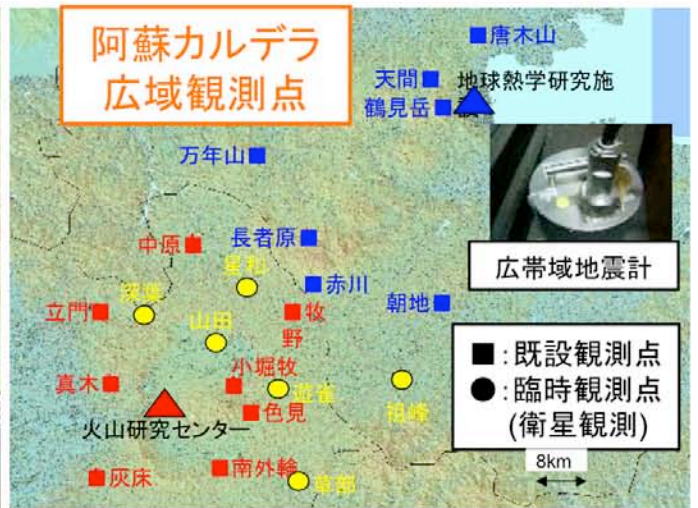 阿蘇カルデラ
広域観測点
唐木山
天間
地球熱学研究施
設
鶴見岳
万年山
広帯域地震計
中原
長者原
星和
赤川
深葉
立門
山田
牧
野
朝地
真木
小堀牧
遊雀
祖峰
色見
火山研究センター
灰床
南外輪
草部
■:既設観測点
●:臨時観測点
(衛星観測)
8km